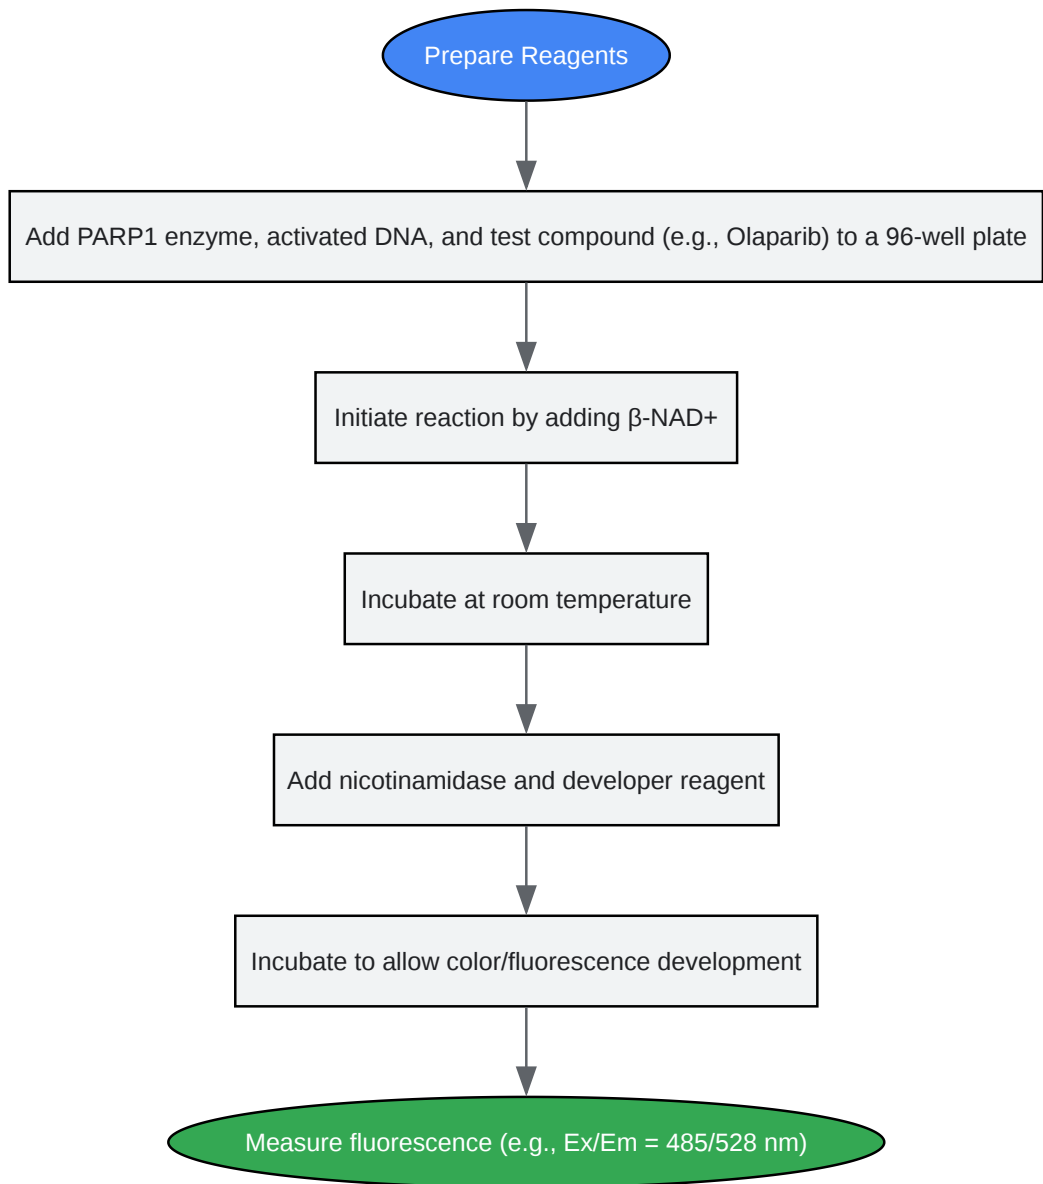 Prepare Reagents
Add PARP1 enzyme, activated DNA, and test compound (e.g., Olaparib) to a 96-well plate
Initiate reaction by adding β-NAD+
Incubate at room temperature
Add nicotinamidase and developer reagent
Incubate to allow color/fluorescence development
Measure fluorescence (e.g., Ex/Em = 485/528 nm)